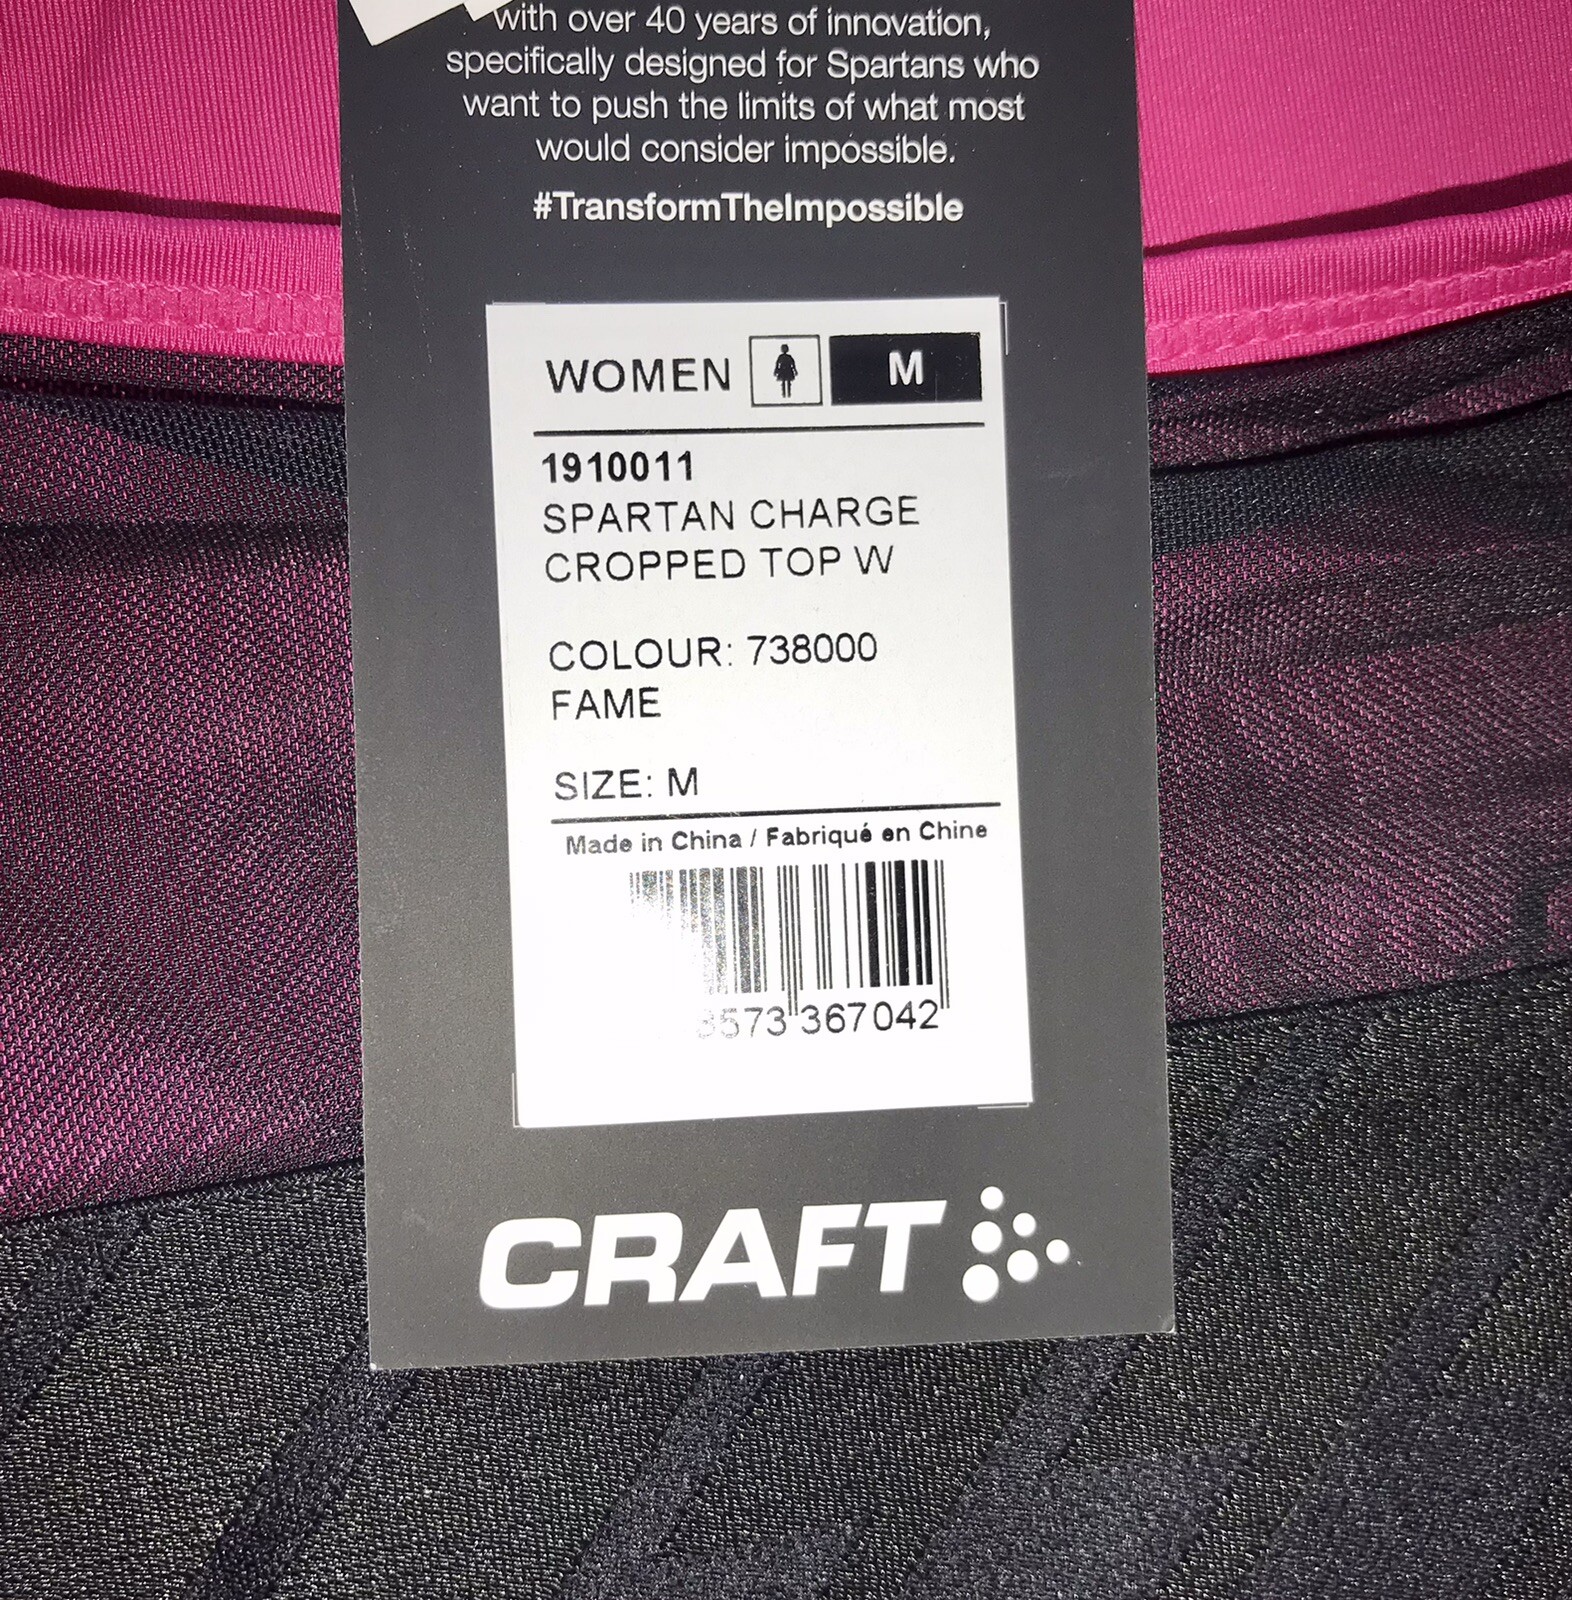 with over 40 years of innovation,
specifically designed for Spartans who
want to push the limits of what most
would consider impossible.
#TransformTheImpossible
WOMEN M
1910011
SPARTAN CHARGE
CROPPED TOP W
COLOUR: 738000
FAME
SIZE: M
Made in China / Fabriqué en Chine
367042
CRAFT